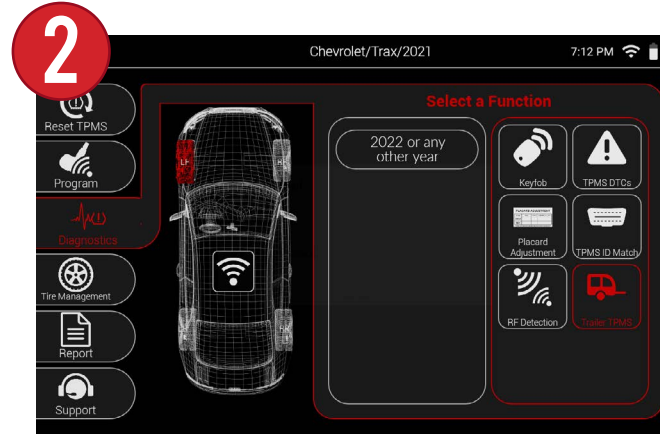 2
Chevrolet/Trax/2021
7:12 PM
Reset TPMS
Program
Diagnostics
Tire Management
Report
Support
LF
Select a Function
2022 or any
other year
Keyfob
TPMS DTCs
Placard
Adjustment
TPMS ID Match
RF Detection
Trailer TPMS